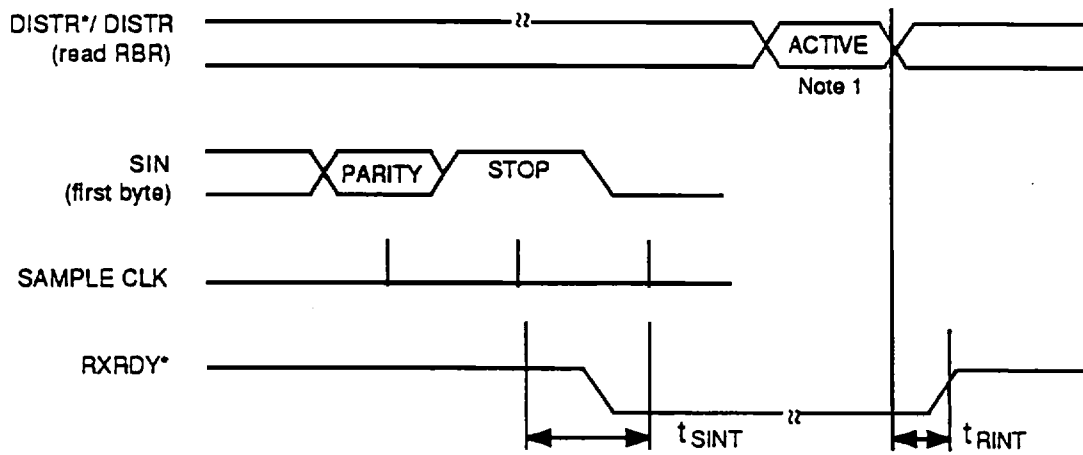 DISTR*/ DISTR
(read RBR)
ACTIVE
Note 1
SIN
(first byte)
PARITY
STOP
SAMPLE CLK
RXRDY*
tSINT
tRINT